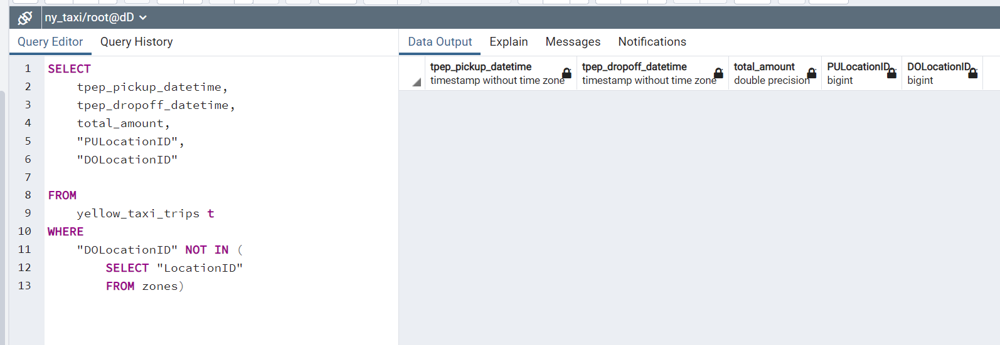 ny_taxi/root@dD
Query Editor Query History
1 SELECT
2 tpep_pickup_datetime,
3 tpep_dropoff_datetime,
4 total_amount,
5 "PULocationID",
6 "DOLocationID"
7
8 FROM
9 yellow_taxi_trips t
10 WHERE
11 "DOLocationID" NOT IN (
12 SELECT "LocationID"
13 FROM zones)
Data Output Explain Messages Notifications
tpep_pickup_datetime tpep_dropoff_datetime total_amount PULocationID DOLocationID
timestamp without time zone timestamp without time zone double precision bigint bigint